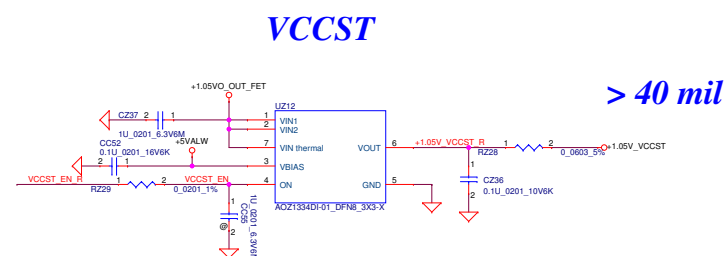 VCCST
> 40 mil
+1.05VO_OUT_FET
UZ12
CZ37 2 1
1 VIN1
2 VIN2
1U_0201_6.3V6M
+5VALW
7 VIN thermal VOUT 6 +1.05V_VCCST_R 1 2 +1.05V_VCCST
RZ28 0_0603_5%
CC52
0.1U_0201_16V6K
2 1 3 VBIAS
VCCST_EN_R 1 2 VCCST_EN 4 ON GND 5
RZ29 0_0201_1%
1
CZ36
0.1U_0201_10V6K
2
AOZ1334DI-01_DFN8_3X3-X
1
CC55
1U_0201_6.3V6M
@
2